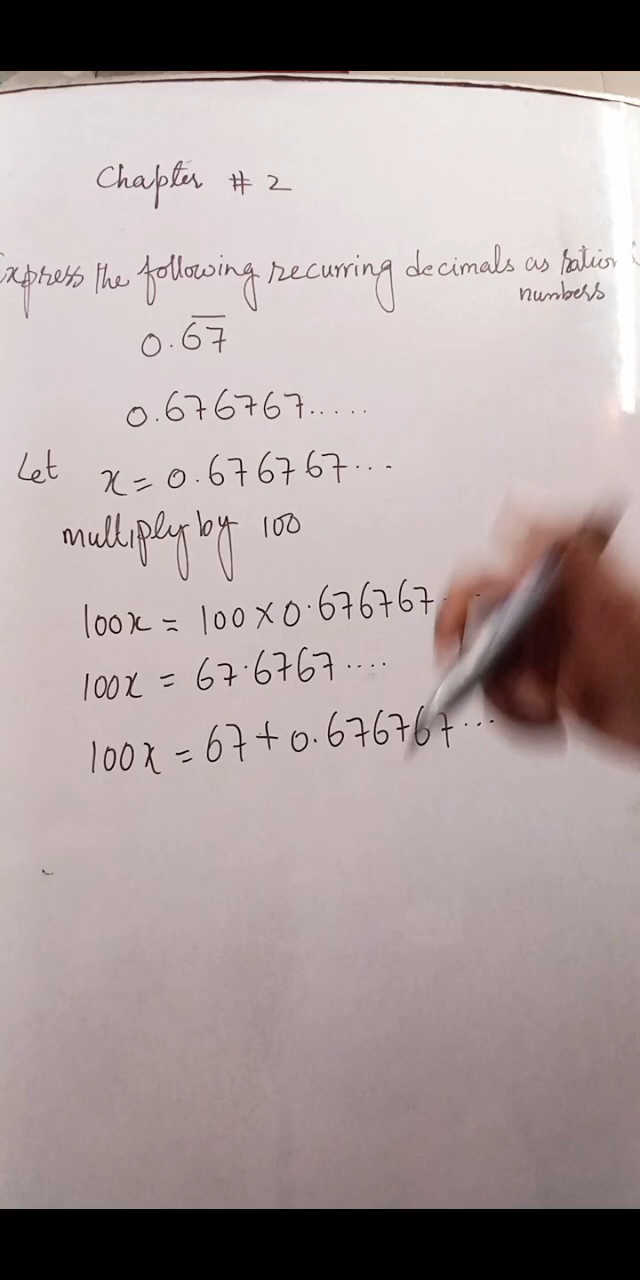 Chapter # 2
Express the following recurring decimals as
numbers
0.6̅7̅
0.676767.....
Let x = 0.676767...
multiply by 100
100x = 100 × 0.676767
100x = 67.6767....
100x = 67 + 0.676767...